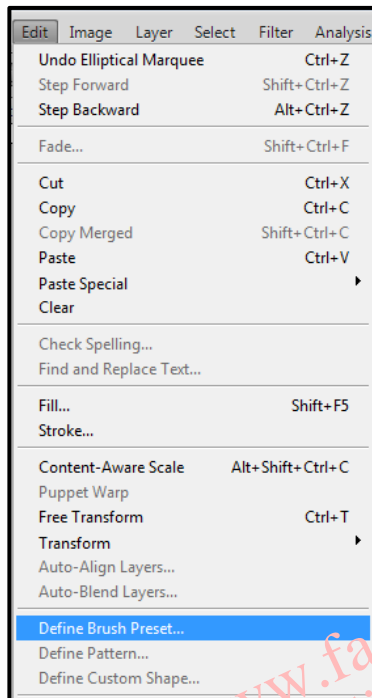 Edit Image Layer Select Filter Analysis
Undo Elliptical Marquee Ctrl+Z
Step Forward Shift+Ctrl+Z
Step Backward Alt+Ctrl+Z
Fade... Shift+Ctrl+F
Cut Ctrl+X
Copy Ctrl+C
Copy Merged Shift+Ctrl+C
Paste Ctrl+V
Paste Special
Clear
Check Spelling...
Find and Replace Text...
Fill... Shift+F5
Stroke...
Content-Aware Scale Alt+Shift+Ctrl+C
Puppet Warp
Free Transform Ctrl+T
Transform
Auto-Align Layers...
Auto-Blend Layers...
Define Brush Preset...
Define Pattern...
Define Custom Shape...